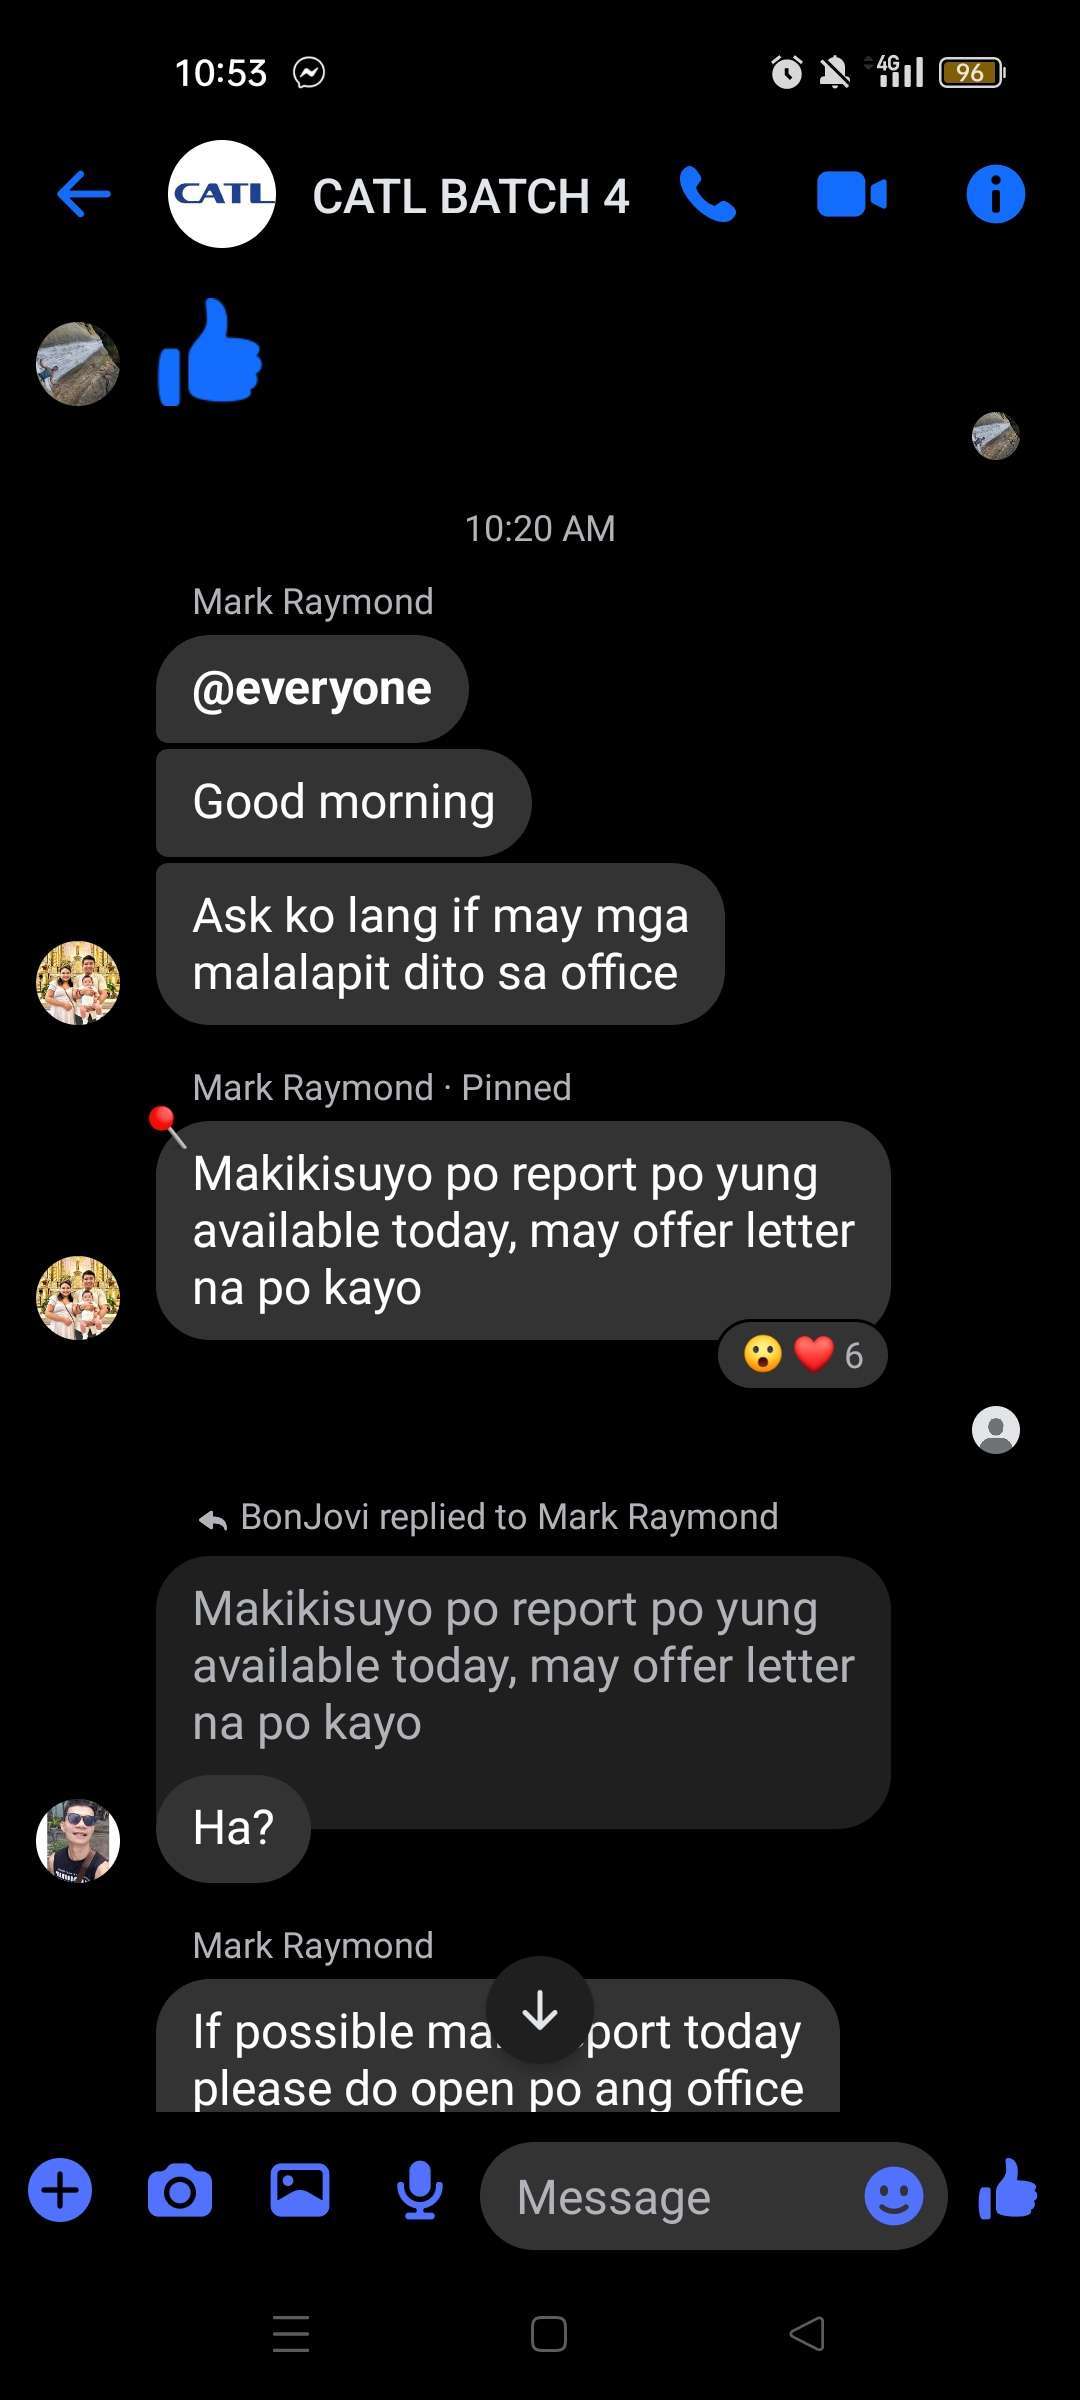 10:53
4G
96
CATL
CATL BATCH 4
10:20 AM
Mark Raymond
@everyone
Good morning
Ask ko lang if may mga
malalapit dito sa office
Mark Raymond · Pinned
Makikisuyo po report po yung
available today, may offer letter
na po kayo
6
BonJovi replied to Mark Raymond
Makikisuyo po report po yung
available today, may offer letter
na po kayo
Ha?
Mark Raymond
If possible today
please do open po ang office
Message